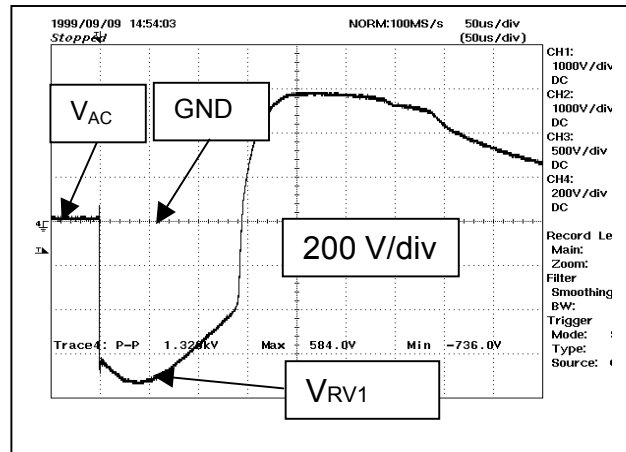 1999/09/09 14:54:03 NORM:100MS/s 50us/div
Stopped (50us/div)
CH1:
1000V/div
DC
CH2:
1000V/div
DC
CH3:
500V/div
DC
CH4:
200V/div
DC
Record Le
Main:
Zoom:
Filter
Smoothing
BW:
Trigger
Mode:
Type:
Source:
VAC
GND
200 V/div
Trace4: P-P 1.320kV Max 584.0V Min -736.0V
VRV1